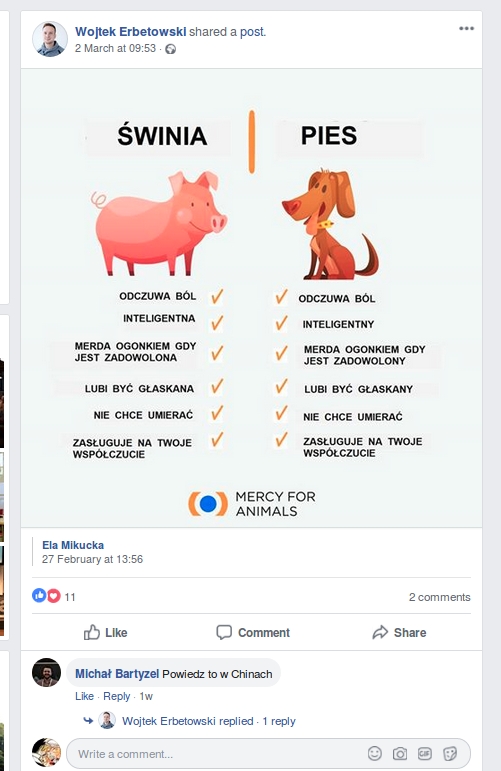 Wojtek Erbetowski shared a post.
2 March at 09:53 ·
ŚWINIA
PIES
ODCZUWA BÓL
ODCZUWA BÓL
INTELIGENTNA
INTELIGENTNY
MERDA OGONKIEM GDY
JEST ZADOWOLONA
MERDA OGONKIEM GDY
JEST ZADOWOLONY
LUBI BYĆ GŁASKANA
LUBI BYĆ GŁASKANY
NIE CHCE UMIERAĆ
NIE CHCE UMIERAĆ
ZASŁUGUJE NA TWOJE
WSPÓŁCZUCIE
ZASŁUGUJE NA TWOJE
WSPÓŁCZUCIE
MERCY FOR
ANIMALS
Ela Mikucka
27 February at 13:56
11
2 comments
Like
Comment
Share
Michał Bartyzel Powiedz to w Chinach
Like · Reply · 1w
Wojtek Erbetowski replied · 1 reply
Write a comment...
GIF